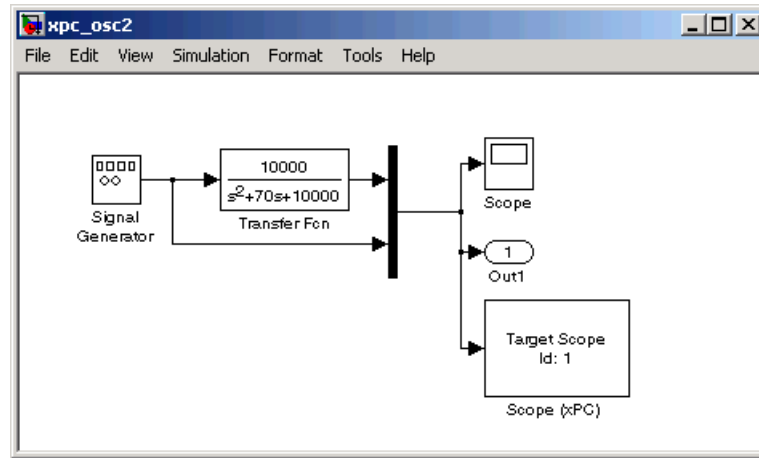 xpc_osc2
File Edit View Simulation Format Tools Help
Signal
Generator
10000
s²+70s+10000
Transfer Fcn
Scope
1
Out1
Target Scope
Id: 1
Scope (xPC)